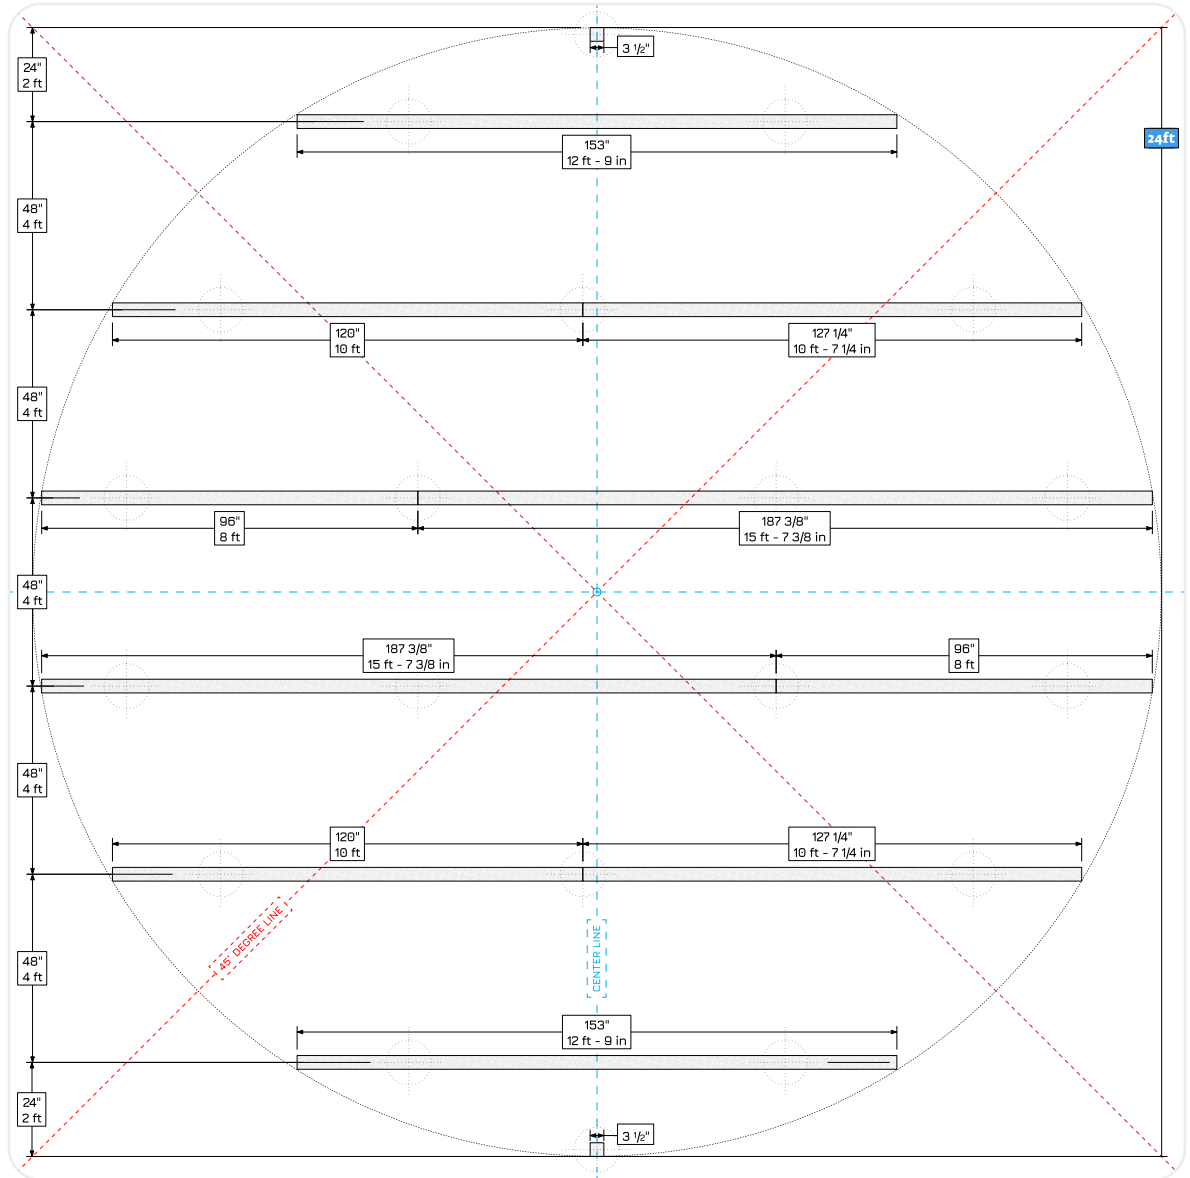 3 1/2"
24"
2 ft
24ft
153"
12 ft - 9 in
48"
4 ft
120"
10 ft
127 1/4"
10 ft - 7 1/4 in
48"
4 ft
96"
8 ft
187 3/8"
15 ft - 7 3/8 in
48"
4 ft
187 3/8"
15 ft - 7 3/8 in
96"
8 ft
48"
4 ft
120"
10 ft
127 1/4"
10 ft - 7 1/4 in
45° DEGREE LINE
CENTER LINE
48"
4 ft
153"
12 ft - 9 in
24"
2 ft
3 1/2"